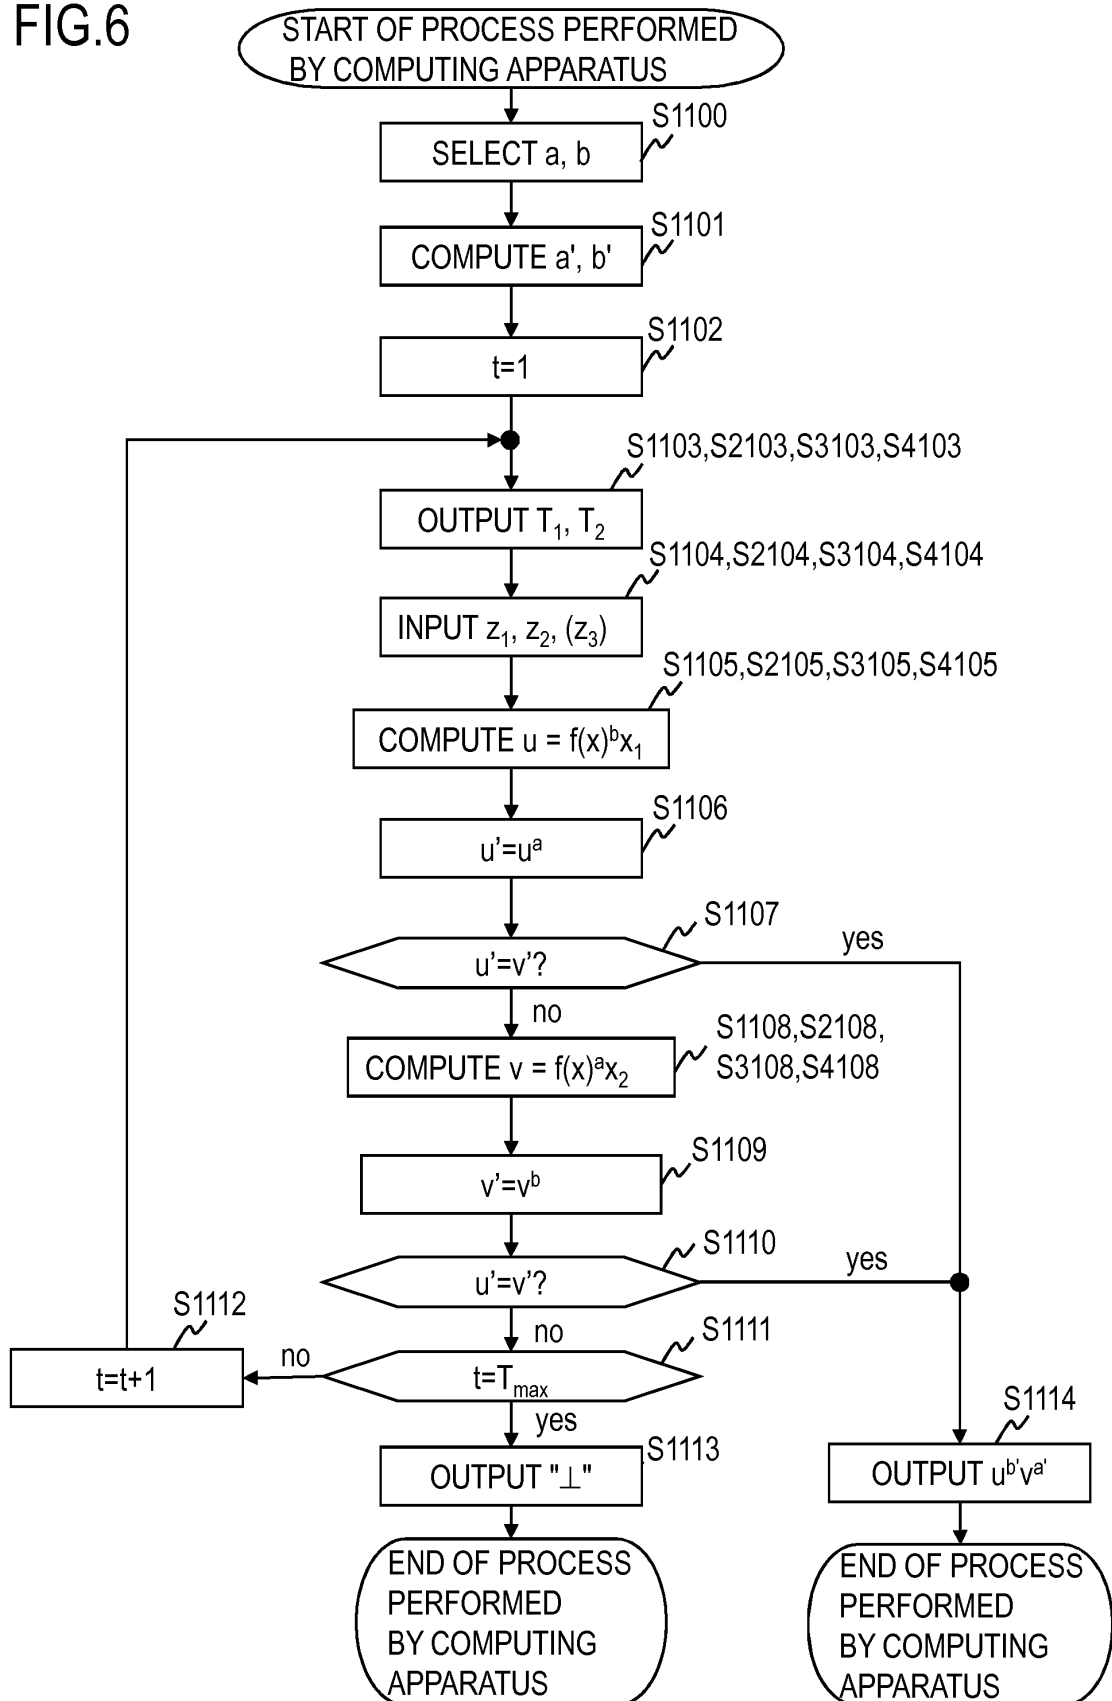 FIG.6
START OF PROCESS PERFORMED
BY COMPUTING APPARATUS
S1100
SELECT a, b
S1101
COMPUTE a', b'
S1102
t=1
S1103,S2103,S3103,S4103
OUTPUT T₁, T₂
S1104,S2104,S3104,S4104
INPUT z₁, z₂, (z₃)
S1105,S2105,S3105,S4105
COMPUTE u = f(x)ᵇx₁
S1106
u’=uᵃ
S1107
u’=v’?
yes
no
S1108,S2108,
S3108,S4108
COMPUTE v = f(x)ᵃx₂
S1109
v’=vᵇ
S1110
u’=v’?
yes
no
S1111
t=Tₘₐₓ
no
S1112
t=t+1
yes
S1113
OUTPUT "⊥"
S1114
OUTPUT uᵇ'vᵃ'
END OF PROCESS
PERFORMED
BY COMPUTING
APPARATUS
END OF PROCESS
PERFORMED
BY COMPUTING
APPARATUS